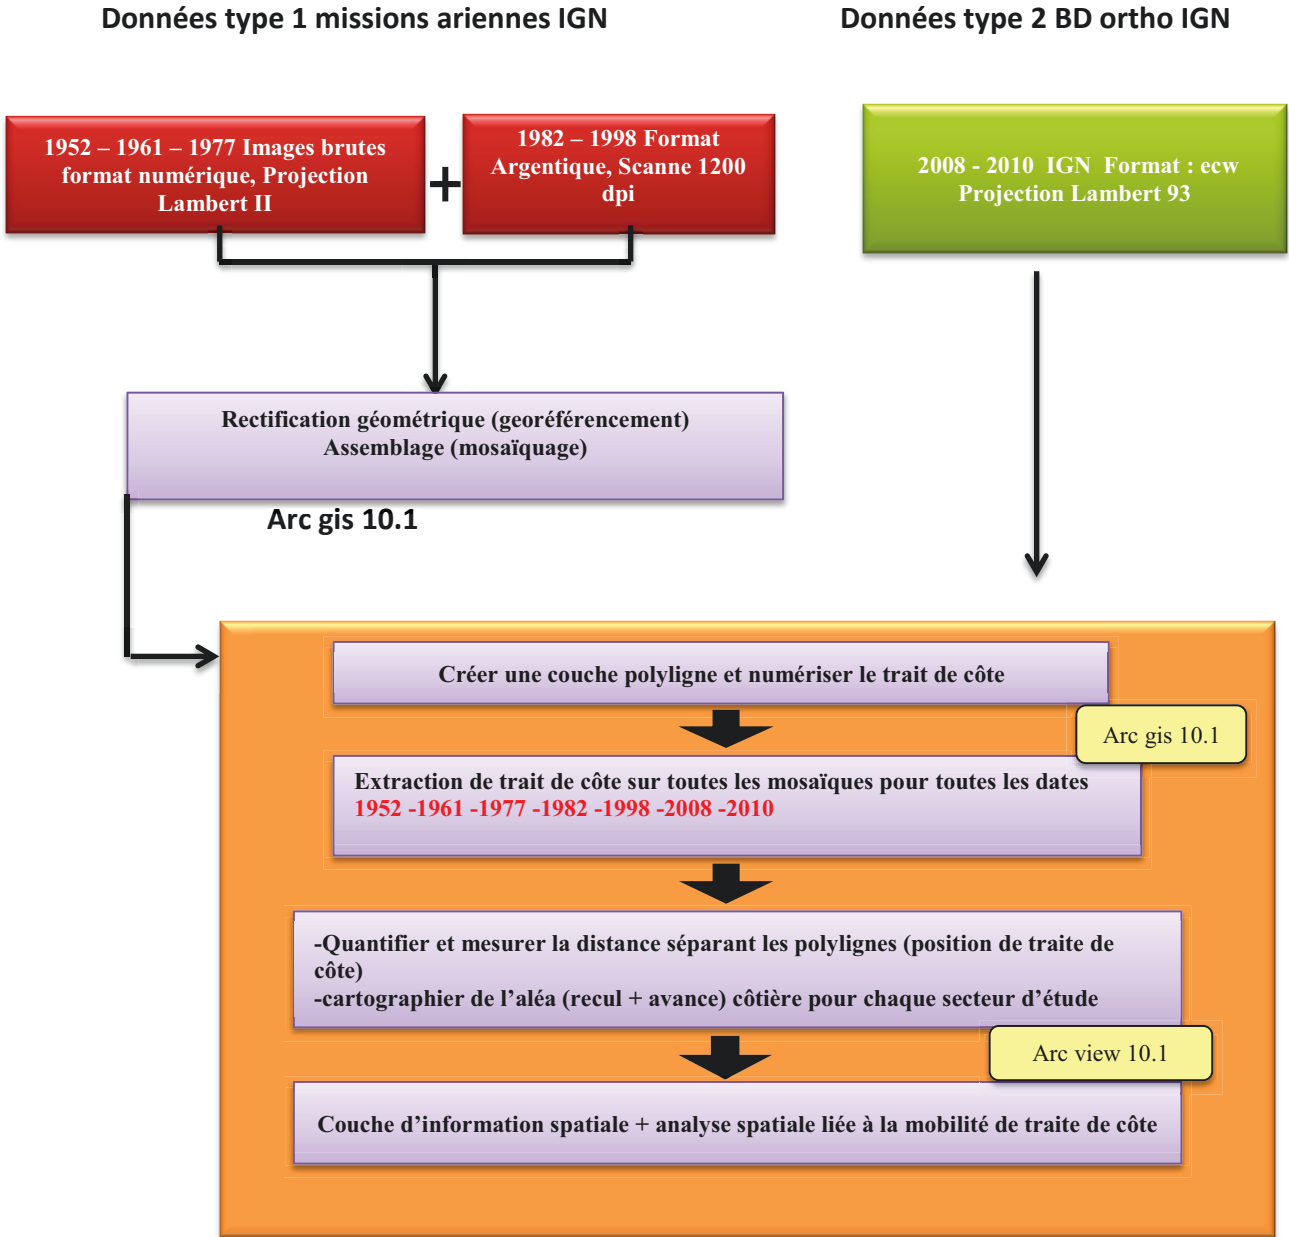 Données type 1 missions ariennes IGN
Données type 2 BD ortho IGN
1952 – 1961 – 1977 Images brutes
format numérique, Projection
Lambert II
+
1982 – 1998 Format
Argentique, Scanne 1200
dpi
2008 - 2010 IGN Format : ecw
Projection Lambert 93
Rectification géométrique (georéférencement)
Assemblage (mosaïquage)
Arc gis 10.1
Créer une couche polyligne et numériser le trait de côte
Arc gis 10.1
Extraction de trait de côte sur toutes les mosaïques pour toutes les dates
1952 -1961 -1977 -1982 -1998 -2008 -2010
-Quantifier et mesurer la distance séparant les polylignes (position de traite de
côte)
-cartographier de l’aléa (recul + avance) côtière pour chaque secteur d’étude
Arc view 10.1
Couche d’information spatiale + analyse spatiale liée à la mobilité de traite de côte